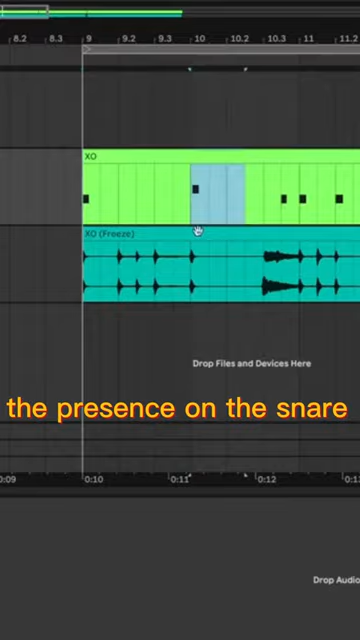 8.2 8.3 9 9.2 9.3 10 10.2 10.3 11 11.2
XO
XO (Freeze)
Drop Files and Devices Here
the presence on the snare
0:09 0:10 0:11 0:12 0:13
Drop Audio